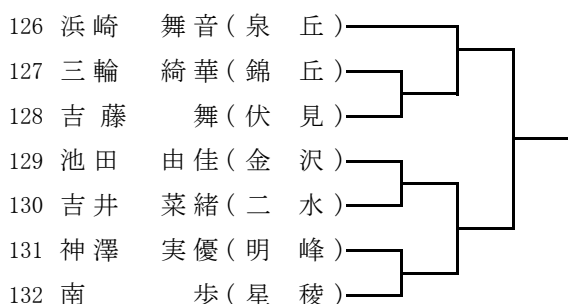 126 浜崎 舞音(泉 丘)
127 三輪 綺華(錦 丘)
128 吉藤 舞(伏 見)
129 池田 由佳(金 沢)
130 吉井 菜緒(二 水)
131 神澤 実優(明 峰)
132 南 歩(星 稜)